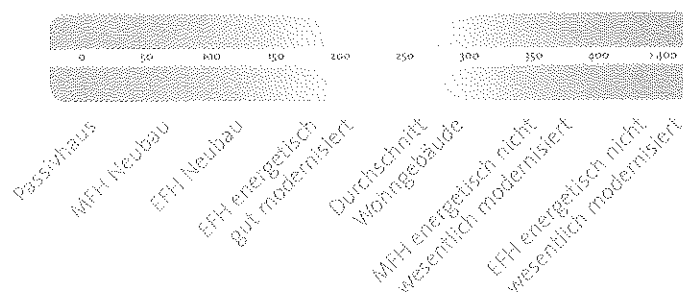 0 50 100 150 200 250 300 350 400 >400
Passivhaus
MFH Neubau
EFH Neubau
EFH energetisch
gut modernisiert
Durchschnitt
Wohngebäude
MFH energetisch nicht
wesentlich modernisiert
EFH energetisch nicht
wesentlich modernisiert